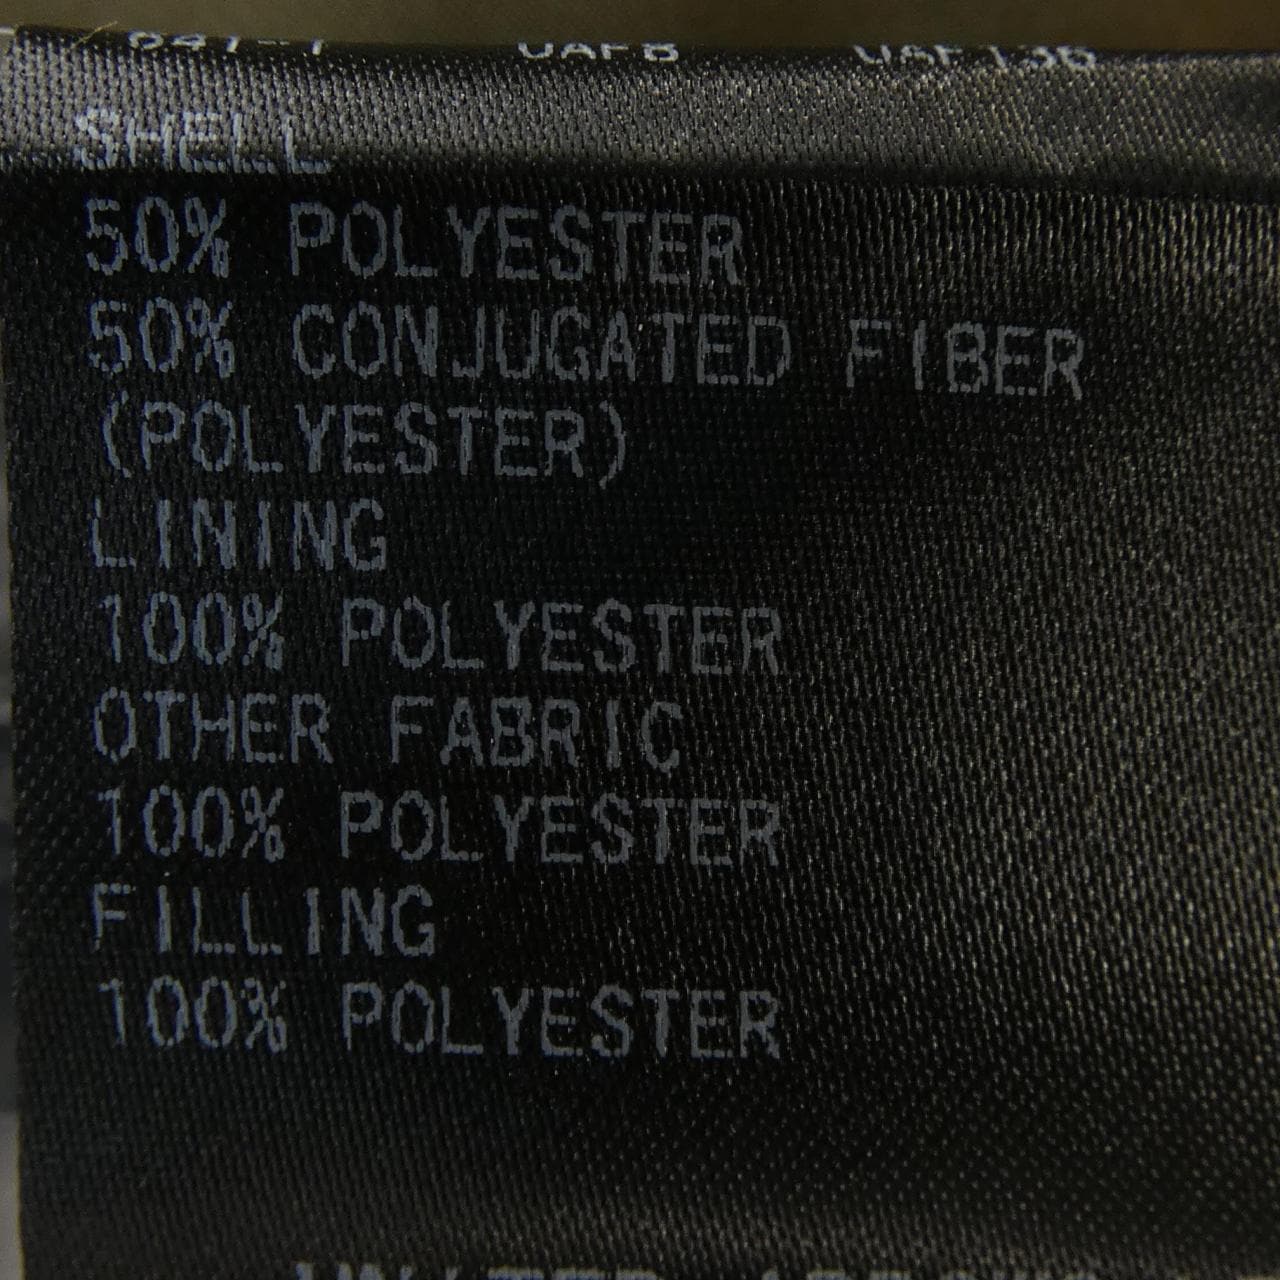 SHELL
50% POLYESTER
50% CONJUGATED FIBER
(POLYESTER)
LINING
100% POLYESTER
OTHER FABRIC
100% POLYESTER
FILLING
100% POLYESTER